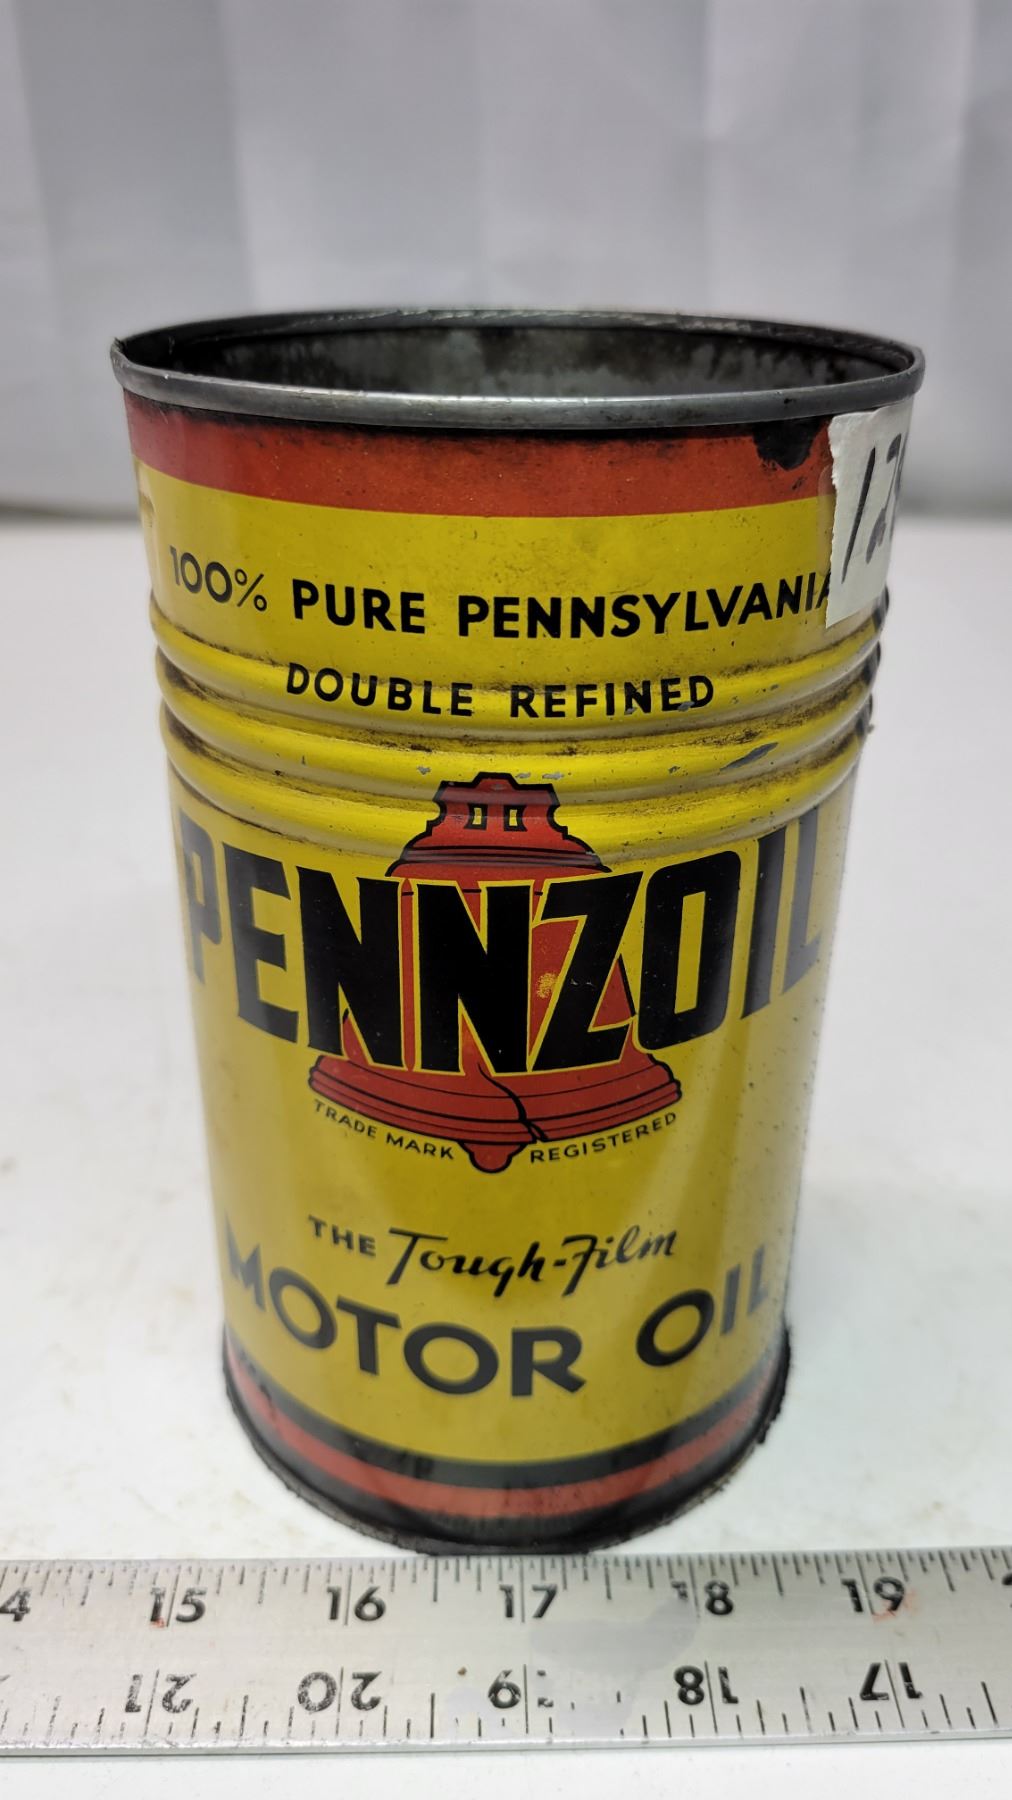 100% PURE PENNSYLVANIA
DOUBLE REFINED
PENNZOIL
TRADE MARK REGISTERED
THE Tough-Film
MOTOR OIL
15 16 17 18 19
21 20 19 18 17